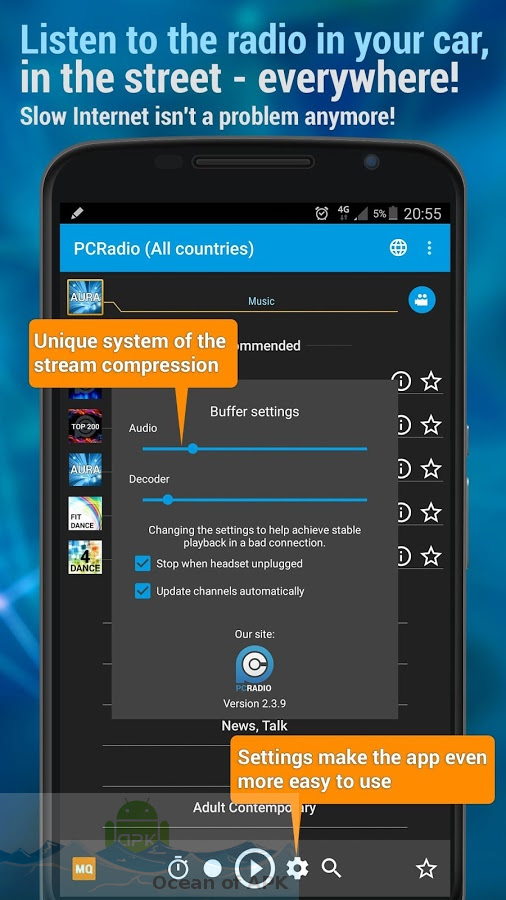 Listen to the radio in your car,
in the street - everywhere!
Slow Internet isn't a problem anymore!
4G
5%
20:55
PCRadio (All countries)
AURA
Music
Unique system of the
stream compression
ommended
TOP 200
AURA
FIT
DANCE
4
DANCE
Buffer settings
Audio
Decoder
Changing the settings to help achieve stable
playback in a bad connection.
Stop when headset unplugged
Update channels automatically
Our site:
PCRADIO
Version 2.3.9
News, Talk
Settings make the app even
more easy to use
Adult Contemporary
APK
MQ
Ocean of APK